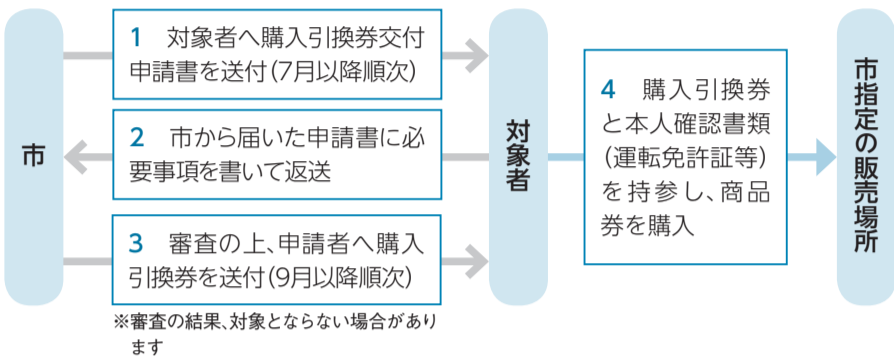 市
1 対象者へ購入引換券交付
申請書を送付(7月以降順次)
2 市から届いた申請書に必
要事項を書いて返送
3 審査の上、申請者へ購入
引換券を送付(9月以降順次)
※審査の結果、対象とならない場合があり
ます
対象者
4 購入引換券
と本人確認書類
(運転免許証等)
を持参し、商品
券を購入
市指定の販売場所